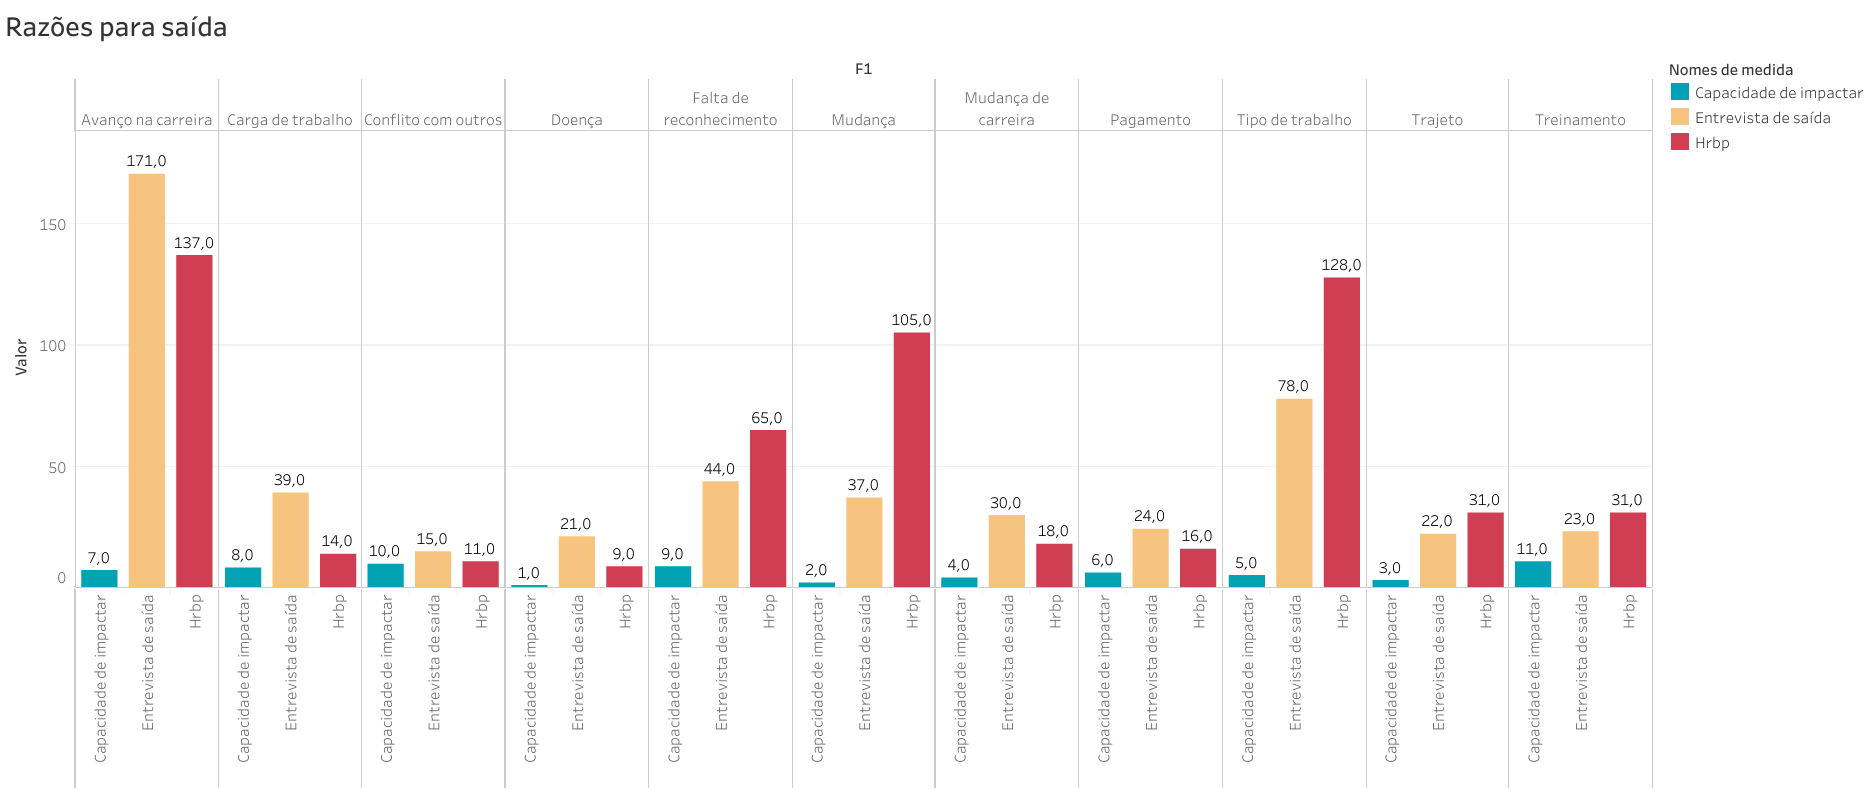 Razões para saída
F1
Nomes de medida
Capacidade de impactar
Entrevista de saída
Hrbp
Avanço na carreira
Carga de trabalho
Conflito com outros
Doença
Falta de
reconhecimento
Mudança
Mudança de
carreira
Pagamento
Tipo de trabalho
Trajeto
Treinamento
Valor
150
100
50
0
7,0
171,0
137,0
8,0
39,0
14,0
10,0
15,0
11,0
1,0
21,0
9,0
9,0
44,0
65,0
2,0
37,0
105,0
4,0
30,0
18,0
6,0
24,0
16,0
5,0
78,0
128,0
3,0
22,0
31,0
11,0
23,0
31,0
Capacidade de impactar
Entrevista de saída
Hrbp
Capacidade de impactar
Entrevista de saída
Hrbp
Capacidade de impactar
Entrevista de saída
Hrbp
Capacidade de impactar
Entrevista de saída
Hrbp
Capacidade de impactar
Entrevista de saída
Hrbp
Capacidade de impactar
Entrevista de saída
Hrbp
Capacidade de impactar
Entrevista de saída
Hrbp
Capacidade de impactar
Entrevista de saída
Hrbp
Capacidade de impactar
Entrevista de saída
Hrbp
Capacidade de impactar
Entrevista de saída
Hrbp
Capacidade de impactar
Entrevista de saída
Hrbp